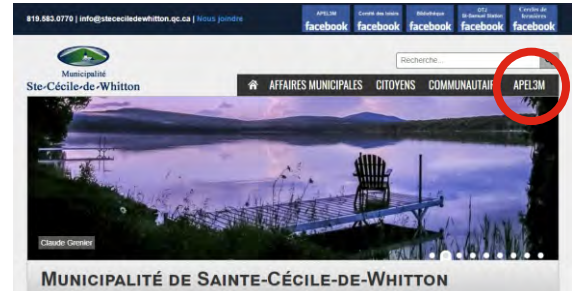 819.583.0770 | info@stececiledewhitton.qc.ca | Nous joindre
APEL3M
facebook
Comité des loisirs
facebook
Bibliothèque
facebook
OTJ
St-Samuel Station
facebook
Cercles de
fermières
facebook
Municipalité
Ste-Cécile-de-Whitton
Recherche...
AFFAIRES MUNICIPALES CITOYENS COMMUNAUTAIRE APEL3M
Claude Grenier
MUNICIPALITÉ DE SAINTE-CÉCILE-DE-WHITTON